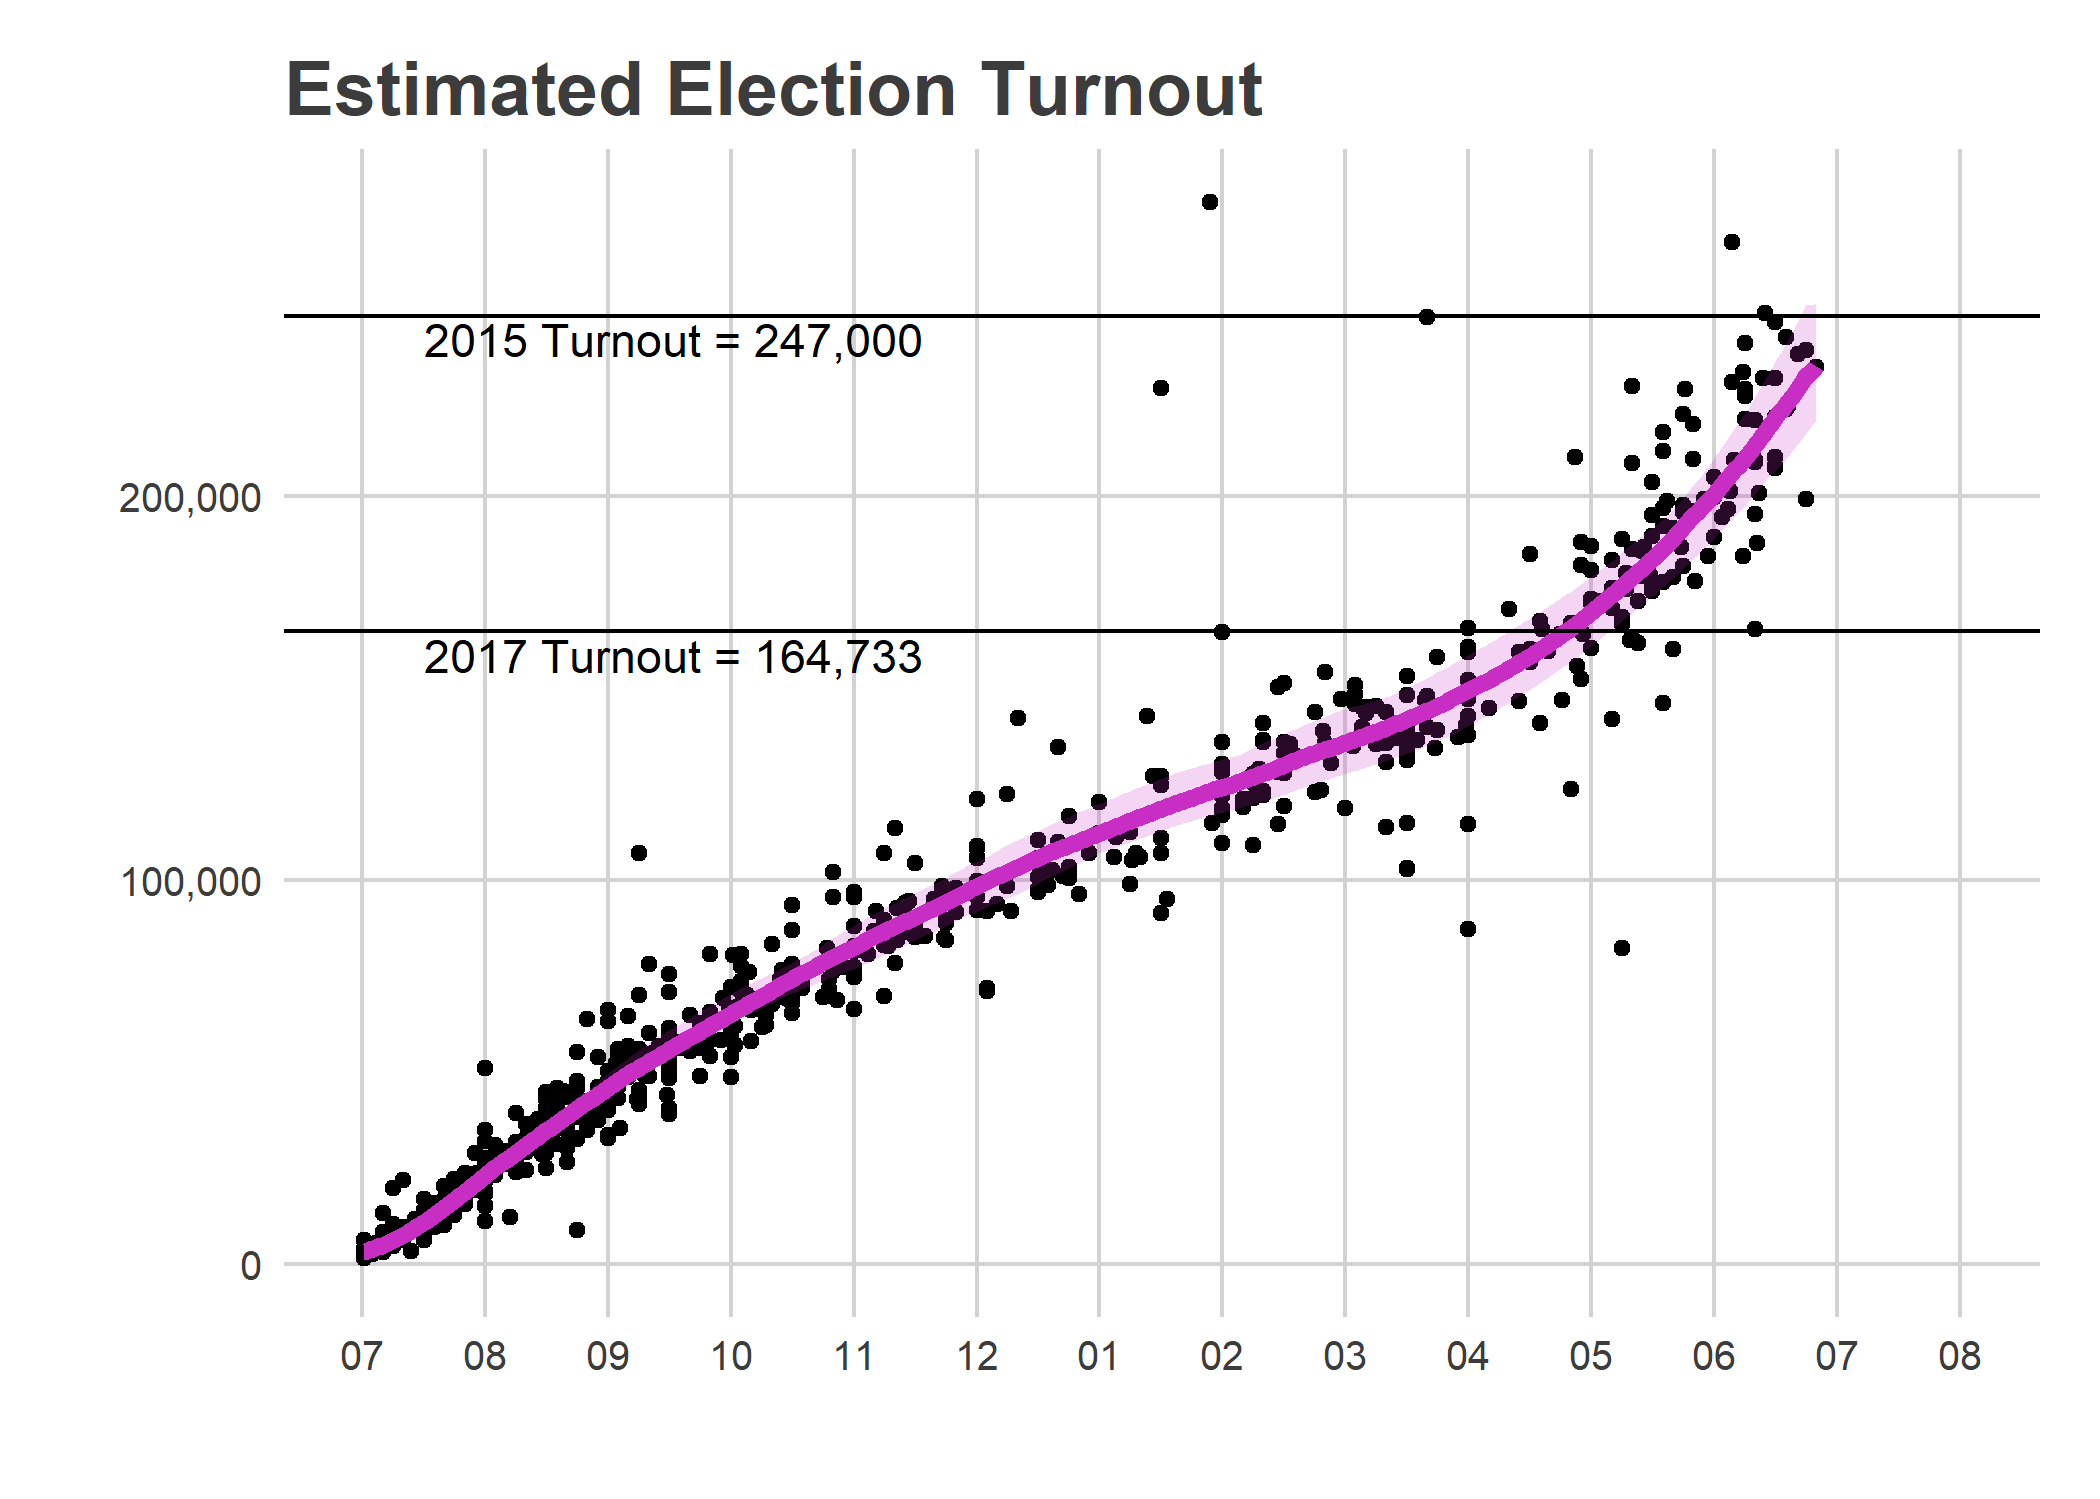 Estimated Election Turnout
2015 Turnout = 247,000
200,000
2017 Turnout = 164,733
100,000
0
07 08 09 10 11 12 01 02 03 04 05 06 07 08